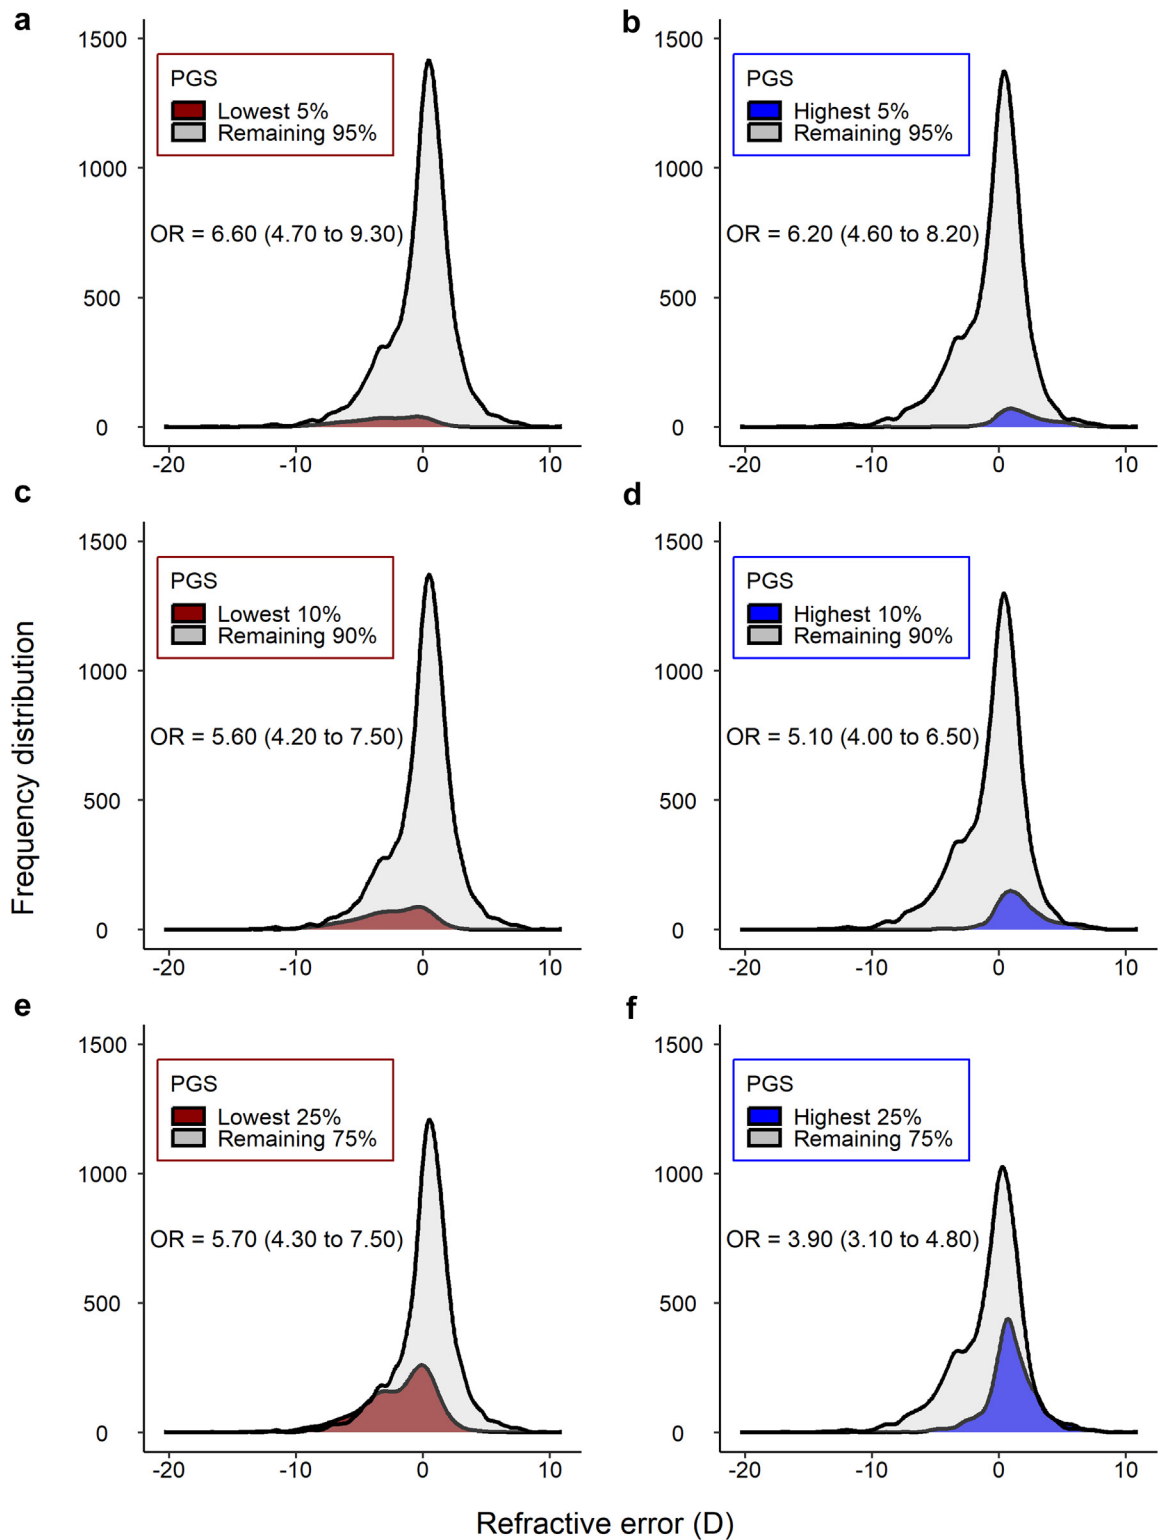 a
1500
1000
500
0
PGS
Lowest 5%
Remaining 95%
OR = 6.60 (4.70 to 9.30)
-20 -10 0 10
b
1500
1000
500
0
PGS
Highest 5%
Remaining 95%
OR = 6.20 (4.60 to 8.20)
-20 -10 0 10
c
1500
1000
500
0
PGS
Lowest 10%
Remaining 90%
OR = 5.60 (4.20 to 7.50)
-20 -10 0 10
d
1500
1000
500
0
PGS
Highest 10%
Remaining 90%
OR = 5.10 (4.00 to 6.50)
-20 -10 0 10
e
1500
1000
500
0
PGS
Lowest 25%
Remaining 75%
OR = 5.70 (4.30 to 7.50)
-20 -10 0 10
f
1500
1000
500
0
PGS
Highest 25%
Remaining 75%
OR = 3.90 (3.10 to 4.80)
-20 -10 0 10
Frequency distribution
Refractive error (D)